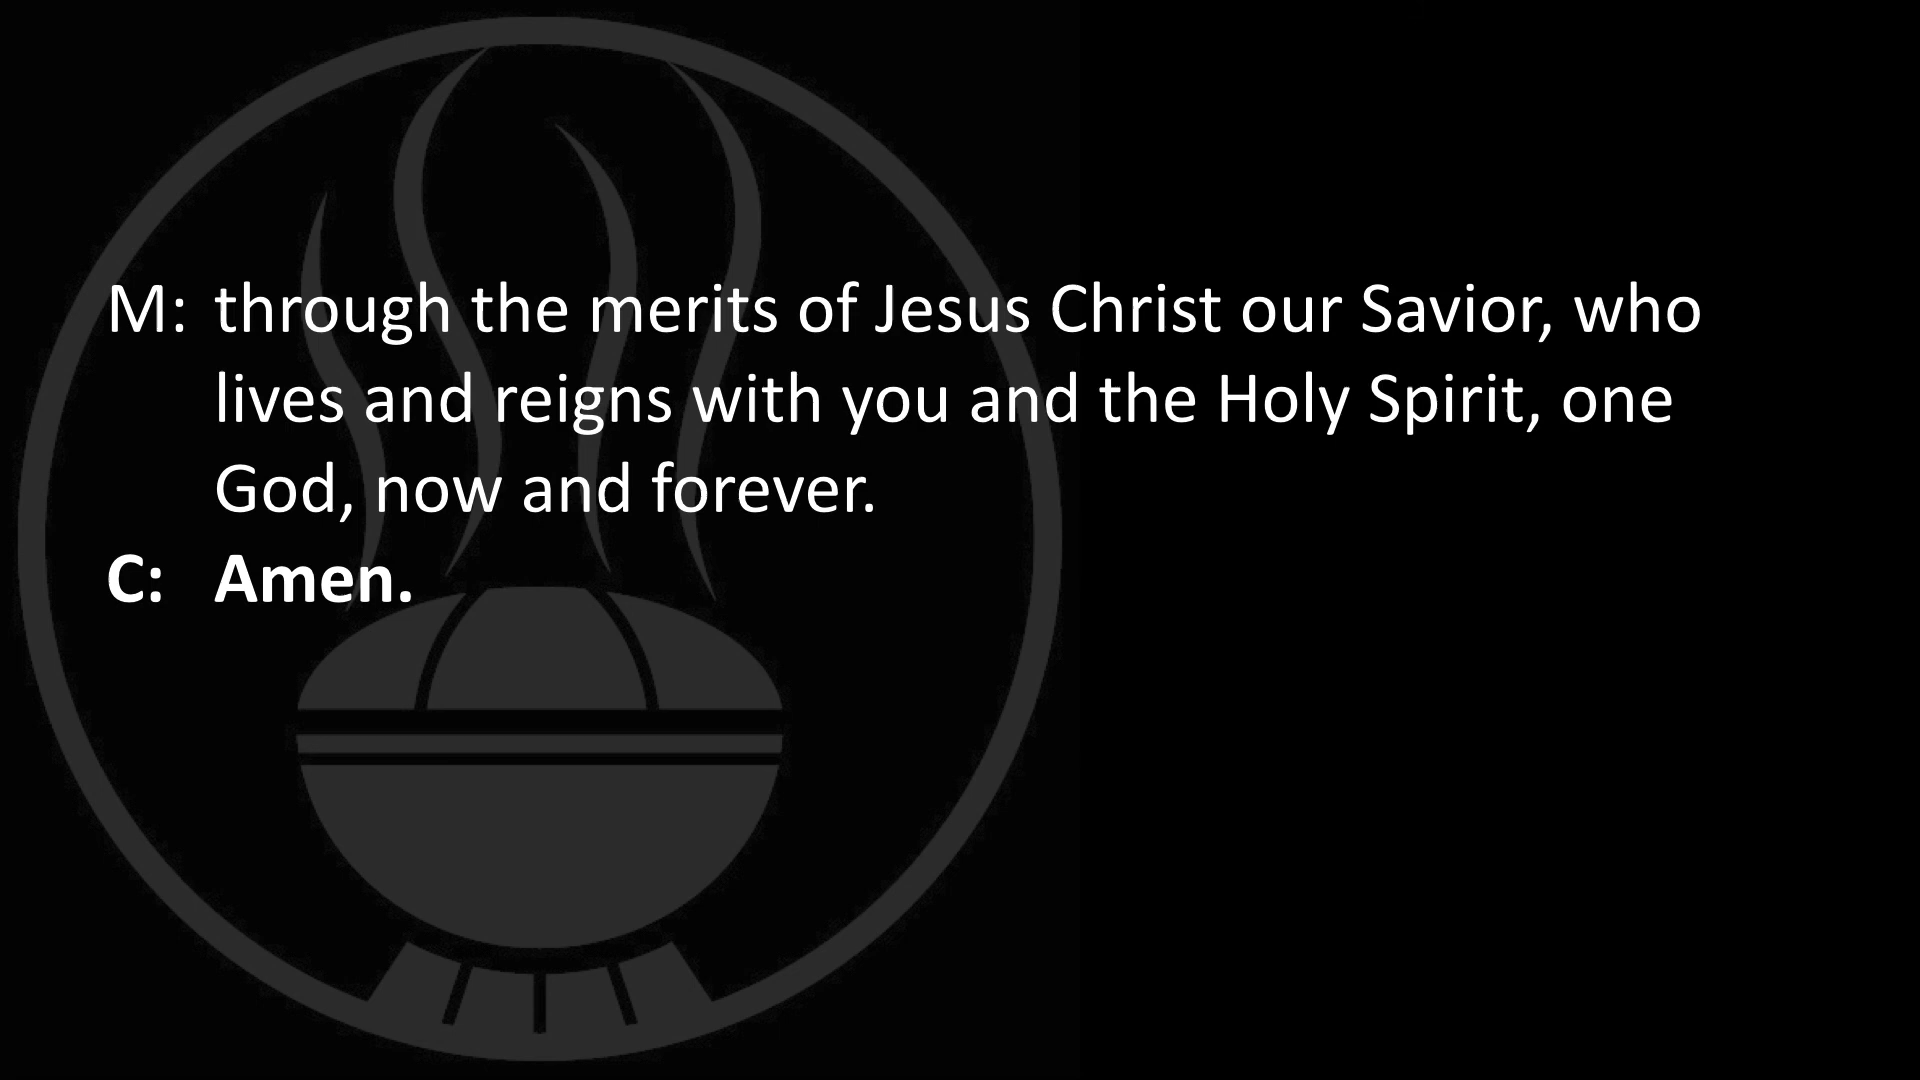 M: through the merits of Jesus Christ our Savior, who
lives and reigns with you and the Holy Spirit, one
God, now and forever.
C: Amen.